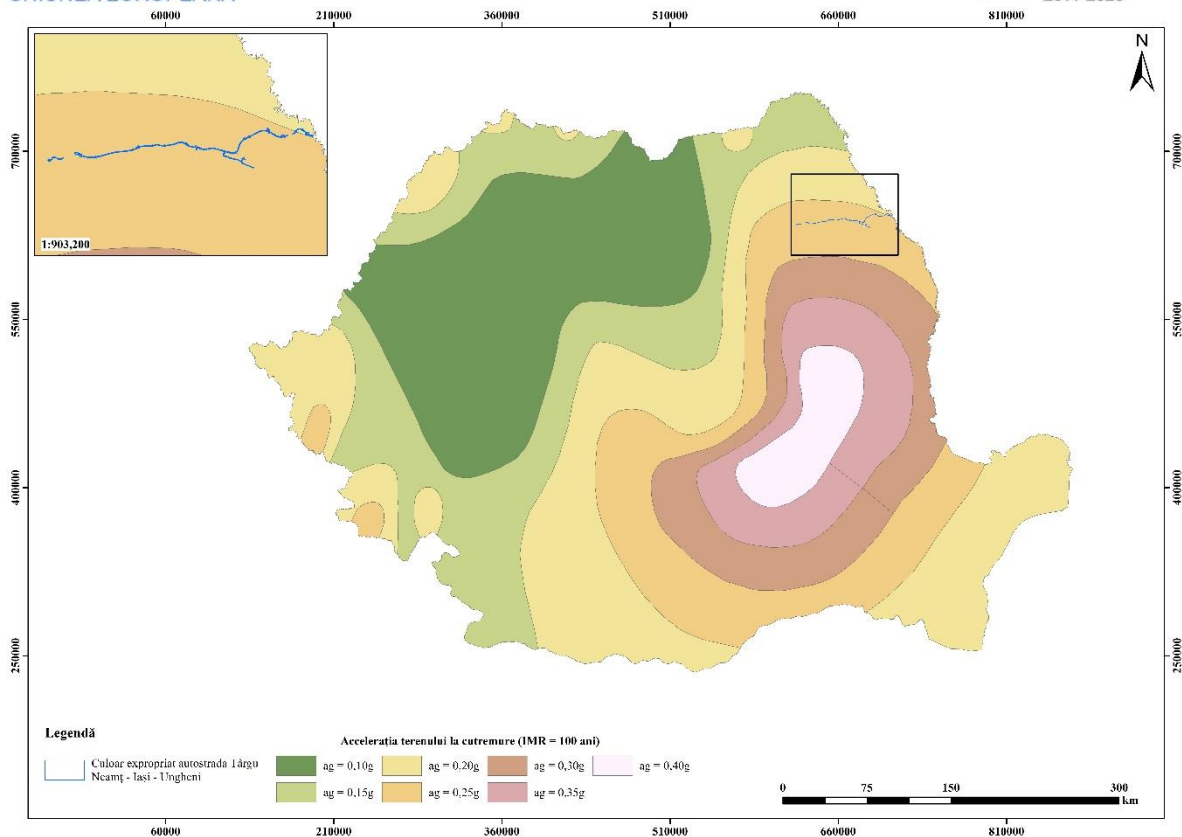 60000 210000 360000 510000 660000 810000
N
700000
550000
400000
250000
700000
550000
400000
250000
1:903,200
Legendă
Culoar expropriat autostrada Târgu
Neamț - Iași - Ungheni
Accelerația terenului la cutremure (IMR = 100 ani)
ag = 0,10g ag = 0,20g ag = 0,30g ag = 0,40g
ag = 0,15g ag = 0,25g ag = 0,35g
0 75 150 300
km
60000 210000 360000 510000 660000 810000